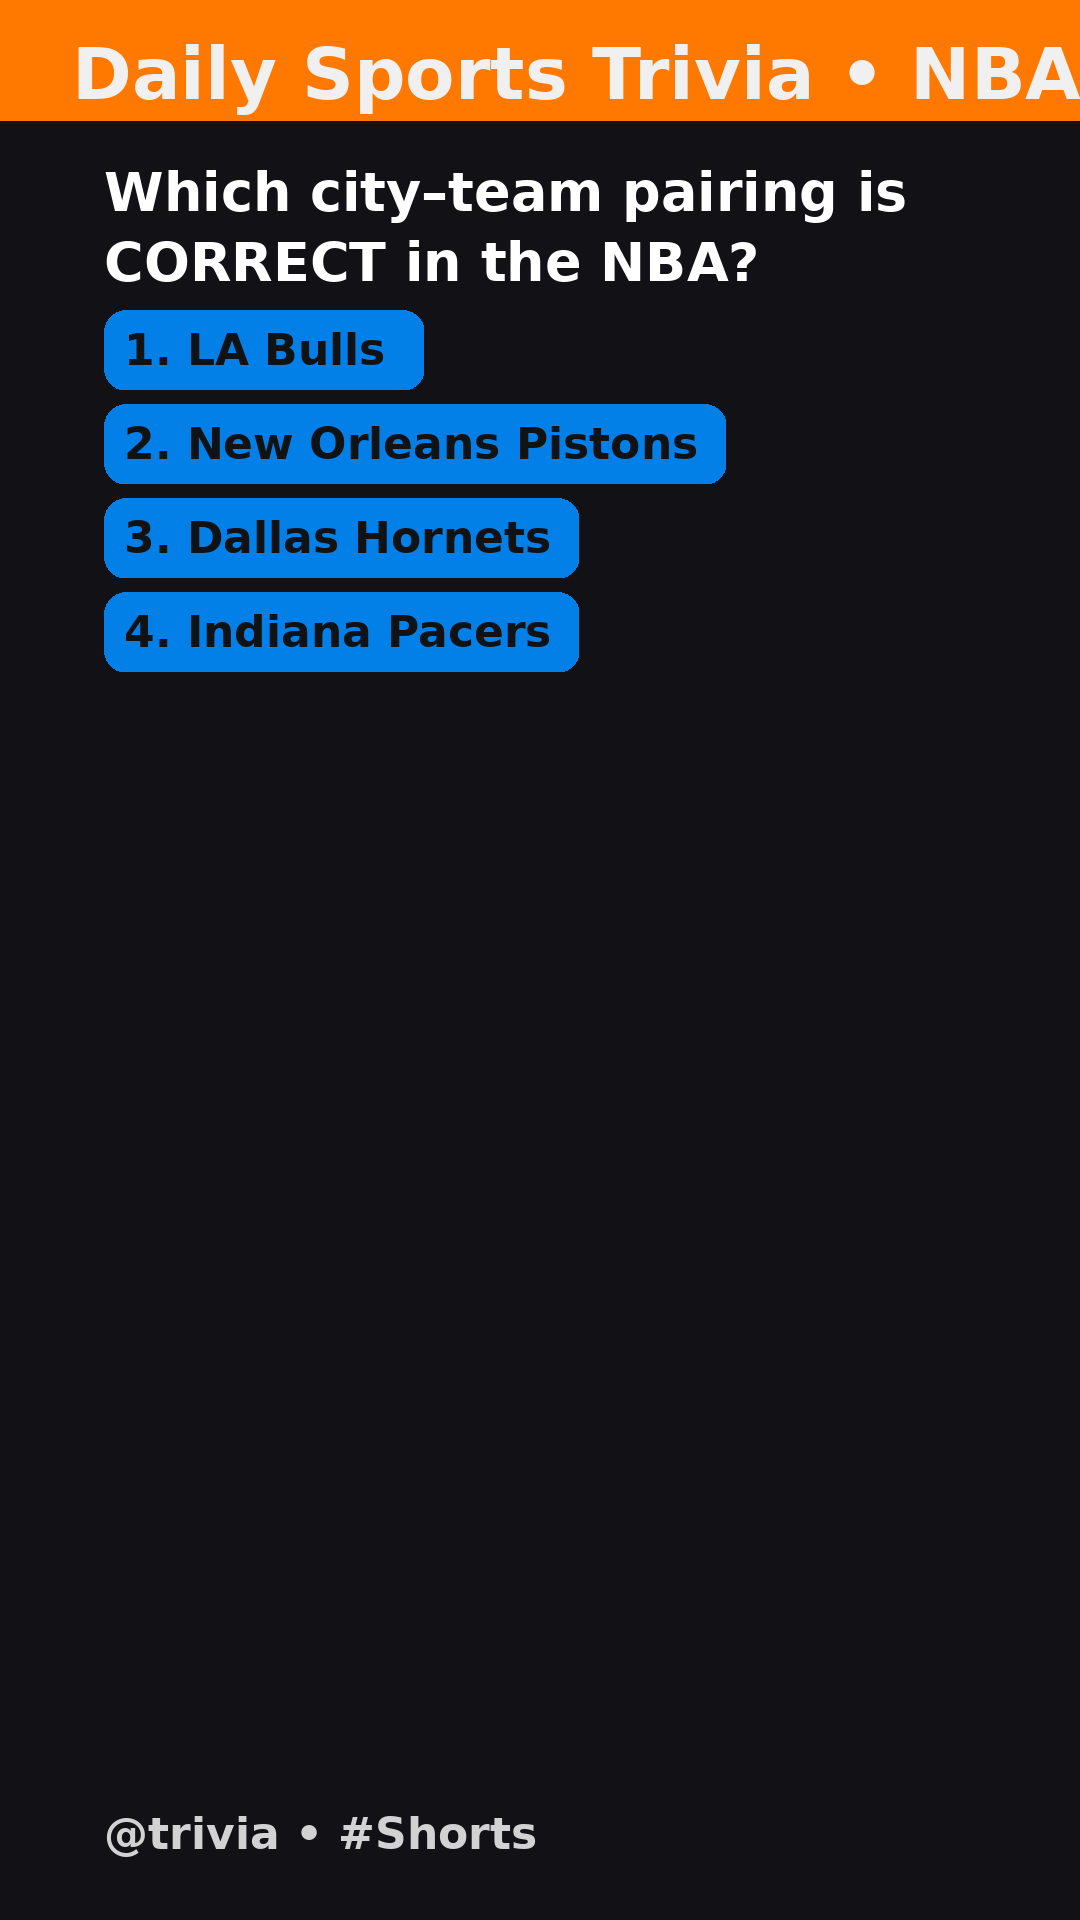 Daily Sports Trivia • NBA
Which city–team pairing is
CORRECT in the NBA?
1. LA Bulls
2. New Orleans Pistons
3. Dallas Hornets
4. Indiana Pacers
@trivia • #Shorts